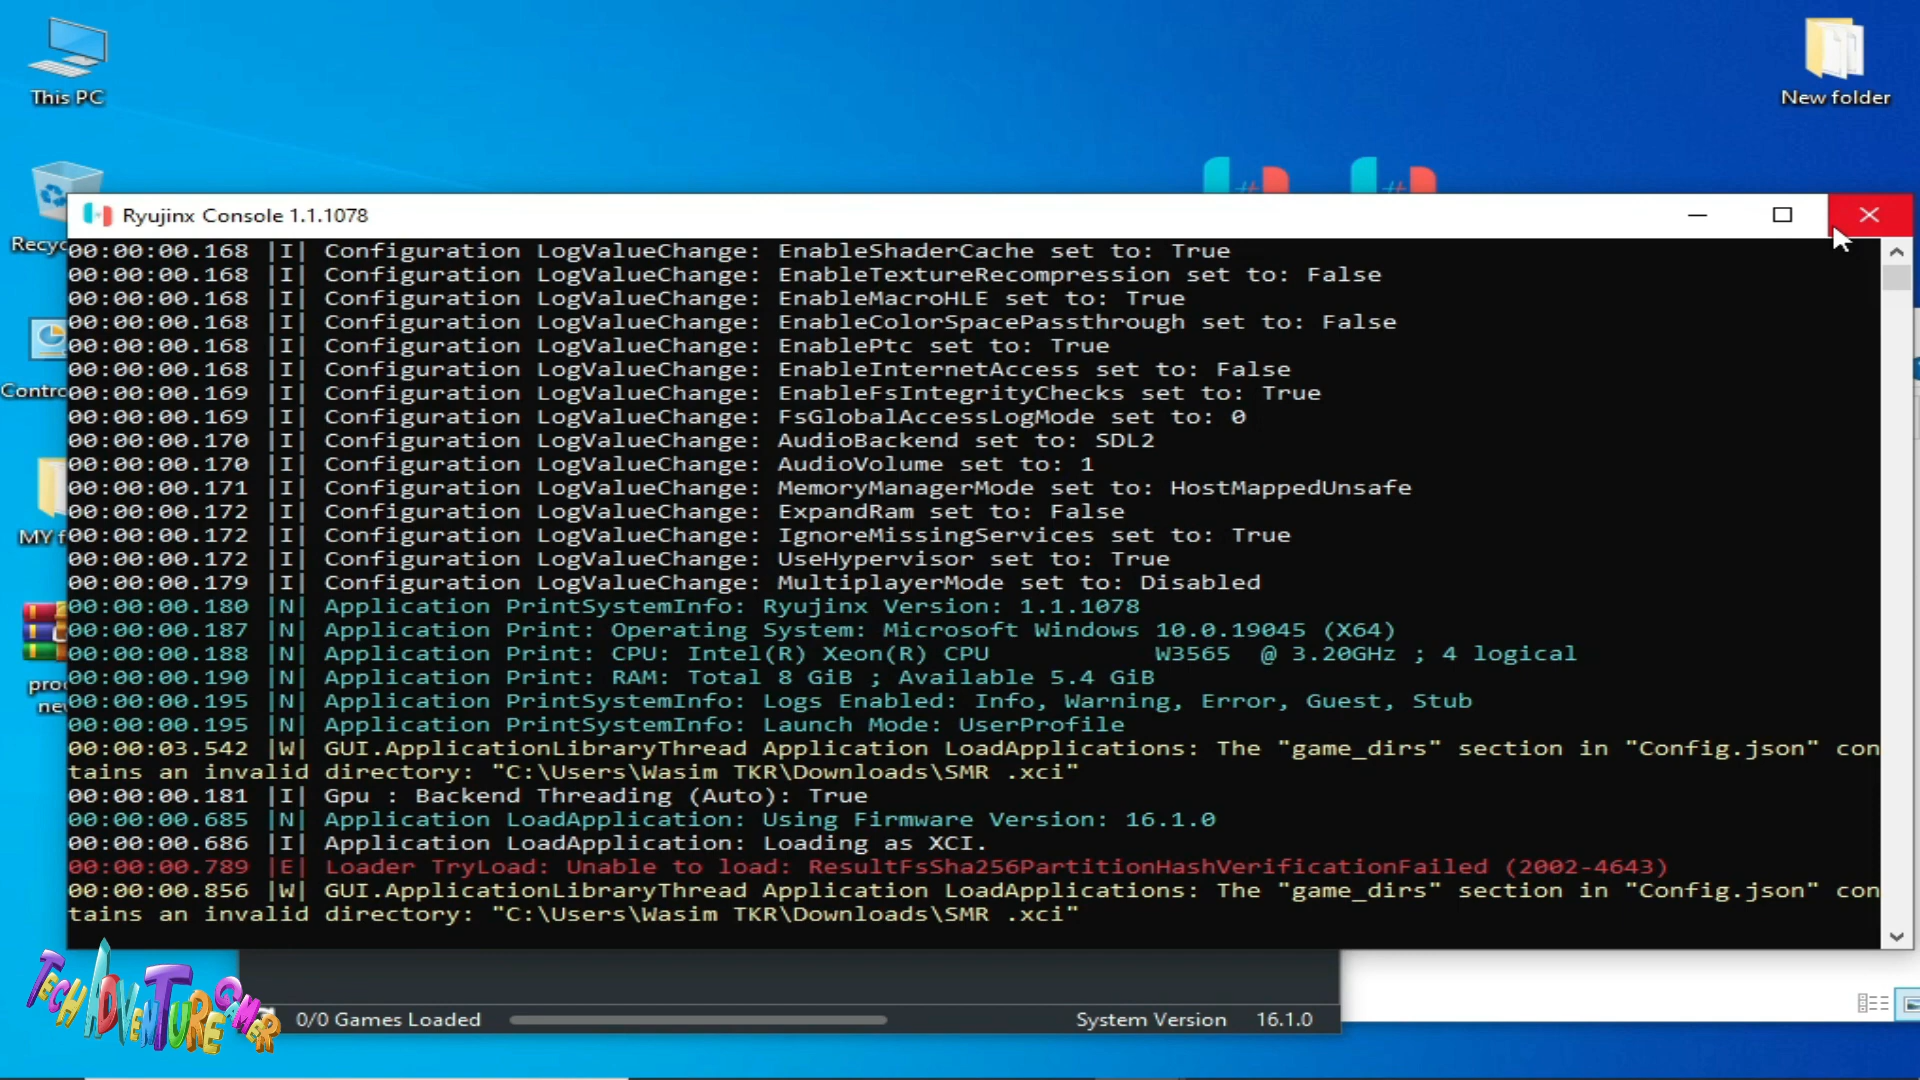 This PC
New folder
Ryujinx Console 1.1.1078
Recyc
Contro
MY f
pro
ne
00:00:00.168 |I| Configuration LogValueChange: EnableShaderCache set to: True
00:00:00.168 |I| Configuration LogValueChange: EnableTextureRecompression set to: False
00:00:00.168 |I| Configuration LogValueChange: EnableMacroHLE set to: True
00:00:00.168 |I| Configuration LogValueChange: EnableColorSpacePassthrough set to: False
00:00:00.168 |I| Configuration LogValueChange: EnablePtc set to: True
00:00:00.168 |I| Configuration LogValueChange: EnableInternetAccess set to: False
00:00:00.169 |I| Configuration LogValueChange: EnableFsIntegrityChecks set to: True
00:00:00.169 |I| Configuration LogValueChange: FsGlobalAccessLogMode set to: 0
00:00:00.170 |I| Configuration LogValueChange: AudioBackend set to: SDL2
00:00:00.170 |I| Configuration LogValueChange: AudioVolume set to: 1
00:00:00.171 |I| Configuration LogValueChange: MemoryManagerMode set to: HostMappedUnsafe
00:00:00.172 |I| Configuration LogValueChange: ExpandRam set to: False
00:00:00.172 |I| Configuration LogValueChange: IgnoreMissingServices set to: True
00:00:00.172 |I| Configuration LogValueChange: UseHypervisor set to: True
00:00:00.179 |I| Configuration LogValueChange: MultiplayerMode set to: Disabled
00:00:00.180 |N| Application PrintSystemInfo: Ryujinx Version: 1.1.1078
00:00:00.187 |N| Application Print: Operating System: Microsoft Windows 10.0.19045 (X64)
00:00:00.188 |N| Application Print: CPU: Intel(R) Xeon(R) CPU W3565 @ 3.20GHz ; 4 logical
00:00:00.190 |N| Application Print: RAM: Total 8 GiB ; Available 5.4 GiB
00:00:00.195 |N| Application PrintSystemInfo: Logs Enabled: Info, Warning, Error, Guest, Stub
00:00:00.195 |N| Application PrintSystemInfo: Launch Mode: UserProfile
00:00:03.542 |W| GUI.ApplicationLibraryThread Application LoadApplications: The "game_dirs" section in "Config.json" con
tains an invalid directory: "C:\Users\Wasim TKR\Downloads\SMR .xci"
00:00:00.181 |I| Gpu : Backend Threading (Auto): True
00:00:00.685 |N| Application LoadApplication: Using Firmware Version: 16.1.0
00:00:00.686 |I| Application LoadApplication: Loading as XCI.
00:00:00.789 |E| Loader TryLoad: Unable to load: ResultFsSha256PartitionHashVerificationFailed (2002-4643)
00:00:00.856 |W| GUI.ApplicationLibraryThread Application LoadApplications: The "game_dirs" section in "Config.json" con
tains an invalid directory: "C:\Users\Wasim TKR\Downloads\SMR .xci"
TECH ADVENTURE GAMER
0/0 Games Loaded
System Version 16.1.0